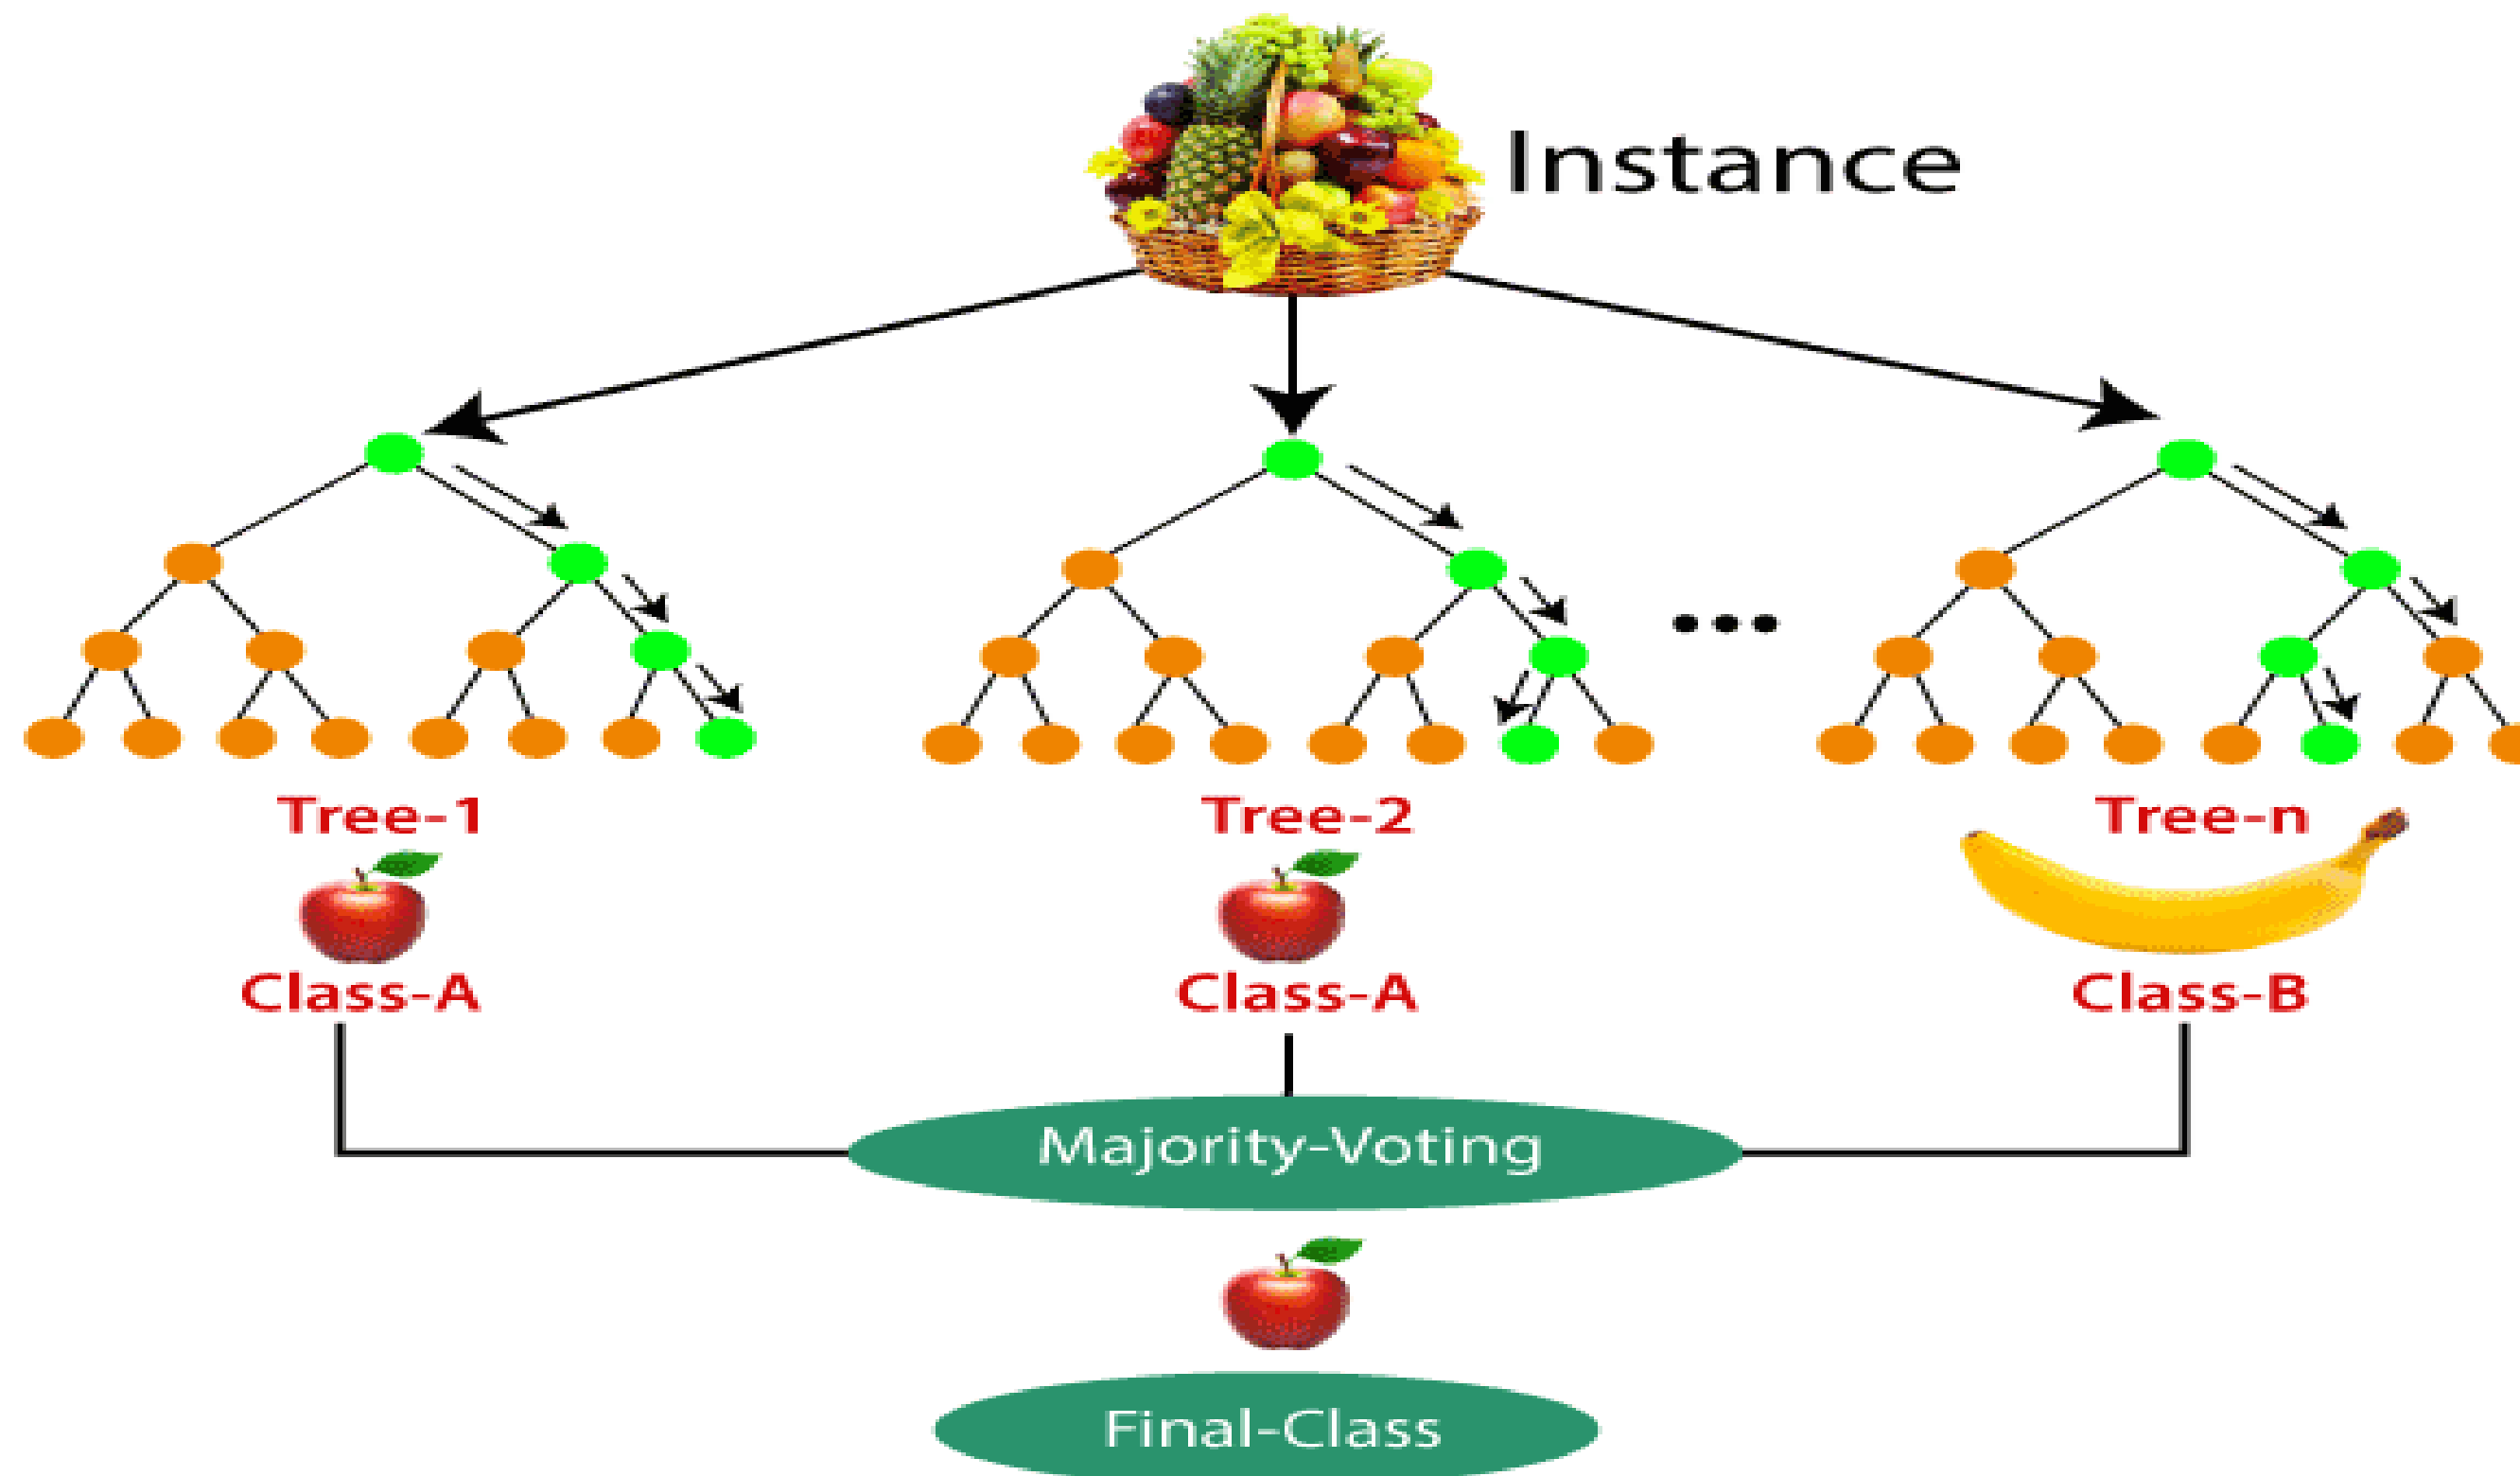 Instance
Tree-1
Tree-2
Tree-n
Class-A
Class-A
Class-B
Majority-Voting
Final-Class